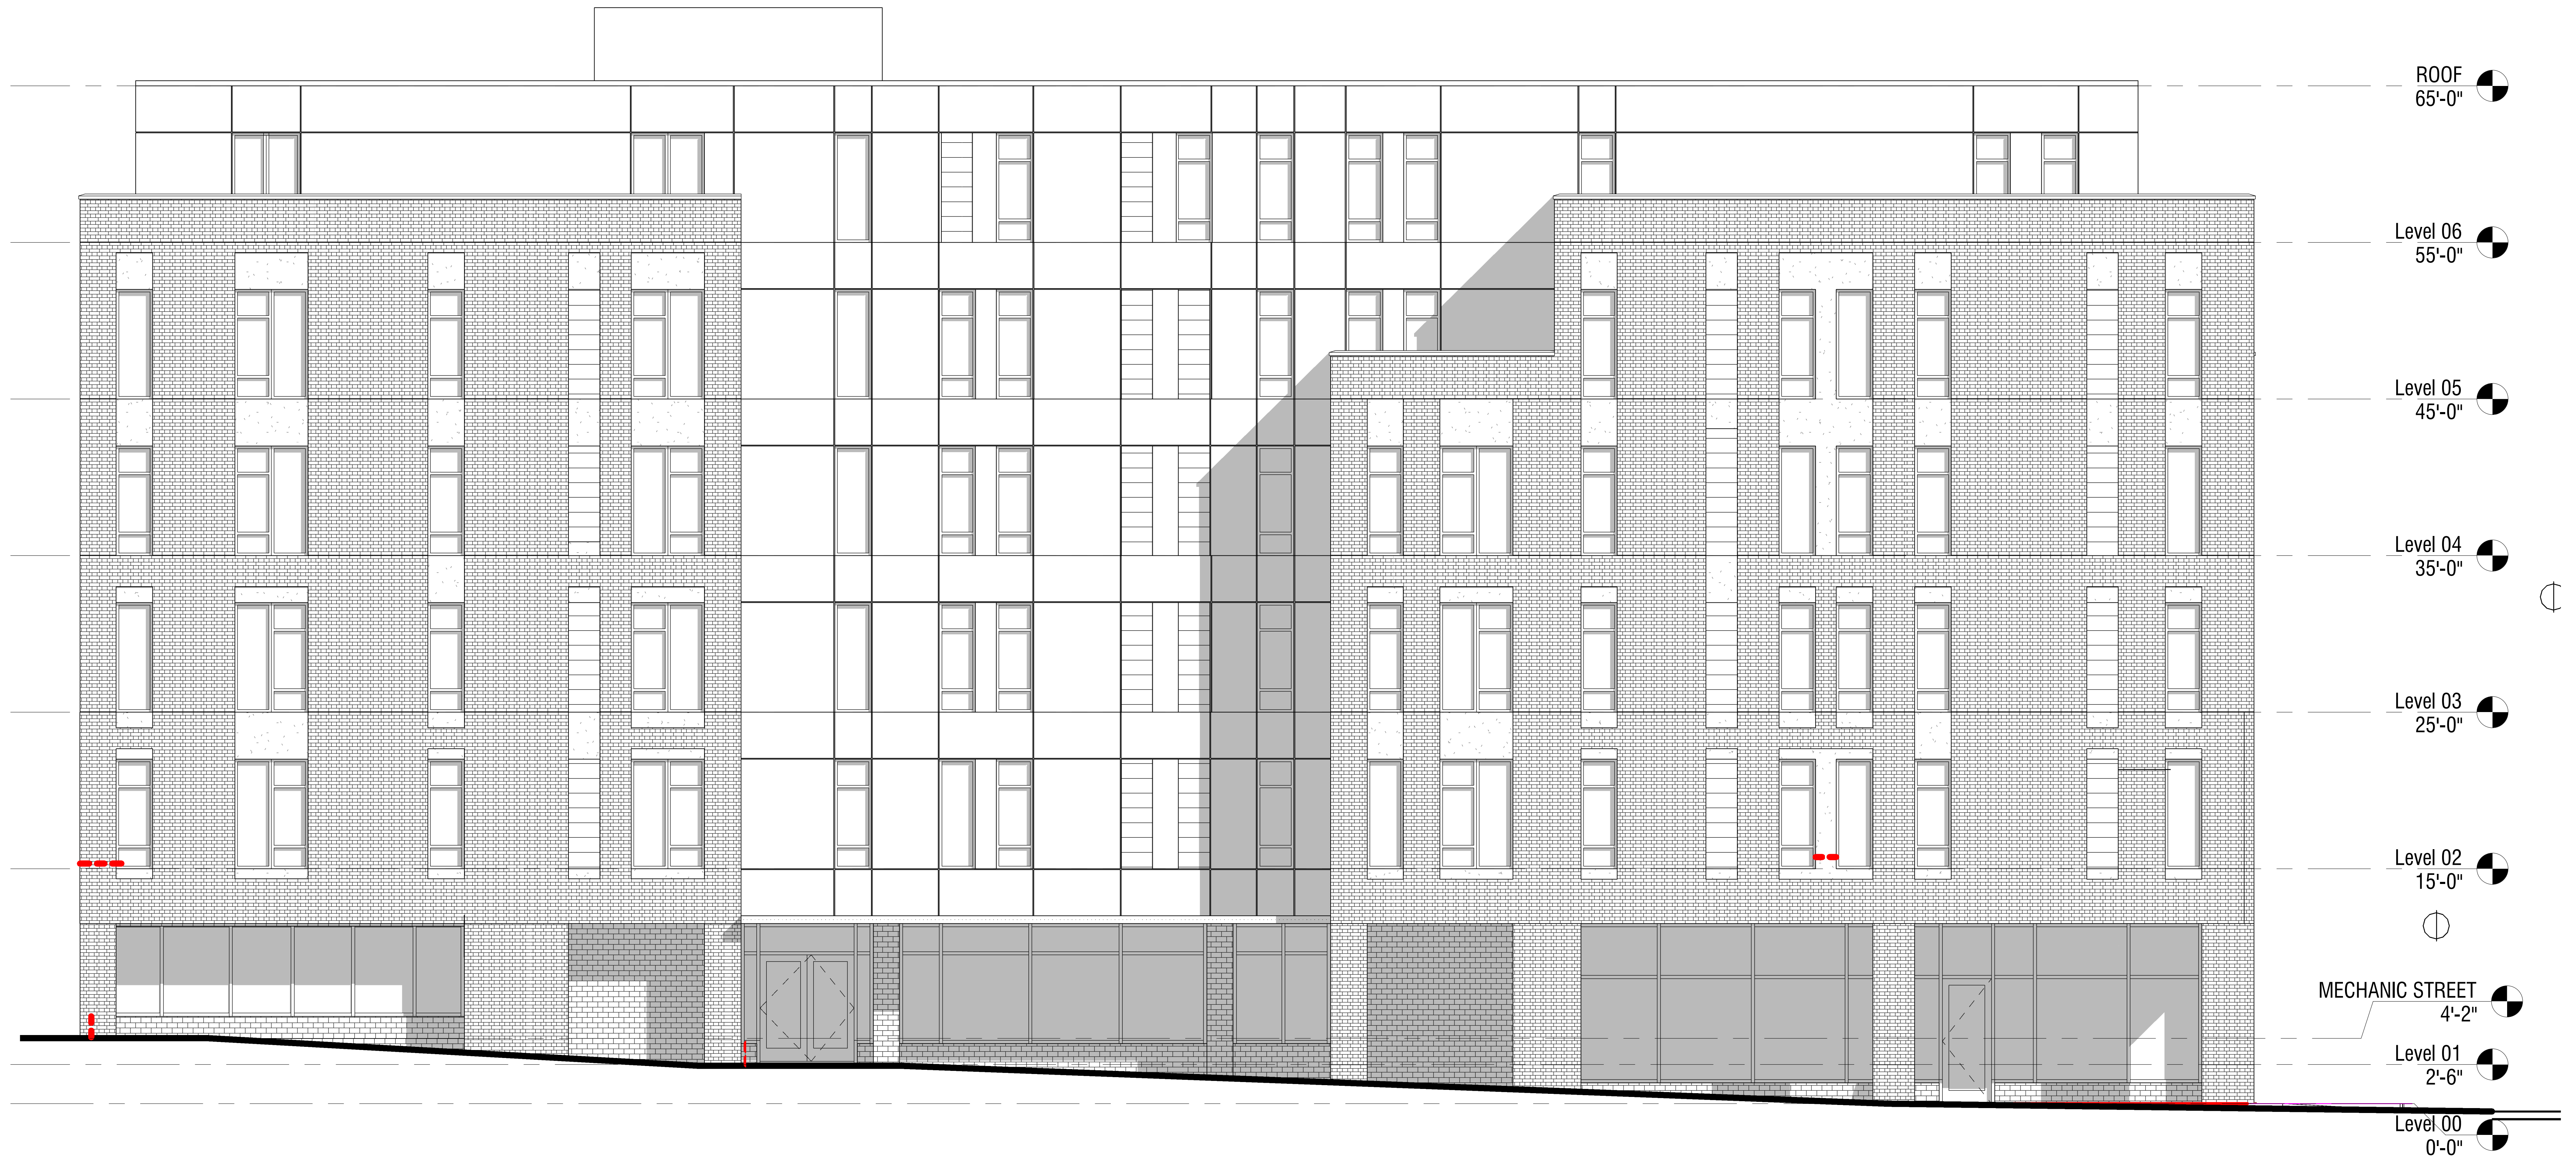 ROOF
65'-0"
Level 06
55'-0"
Level 05
45'-0"
Level 04
35'-0"
Level 03
25'-0"
Level 02
15'-0"
MECHANIC STREET
4'-2"
Level 01
2'-6"
Level 00
0'-0"